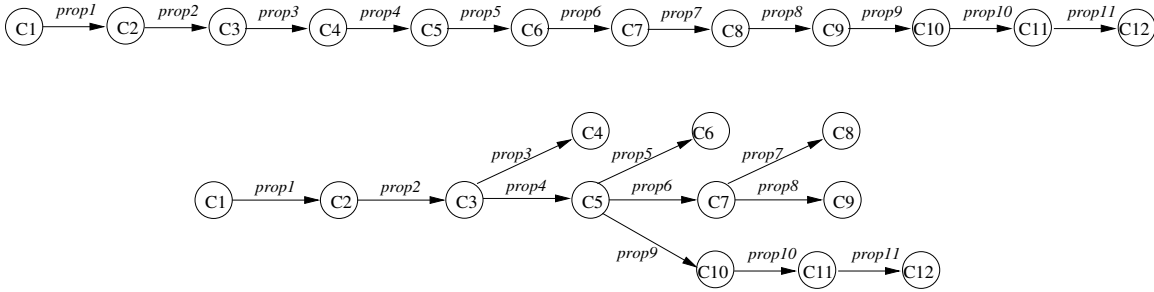 prop1 prop2 prop3 prop4 prop5 prop6 prop7 prop8 prop9 prop10 prop11
C1 C2 C3 C4 C5 C6 C7 C8 C9 C10 C11 C12
C4 C6 C8
prop3 prop5 prop7
prop1 prop2 prop4 prop6 prop8
C1 C2 C3 C5 C7 C9
prop9 prop10 prop11
C10 C11 C12